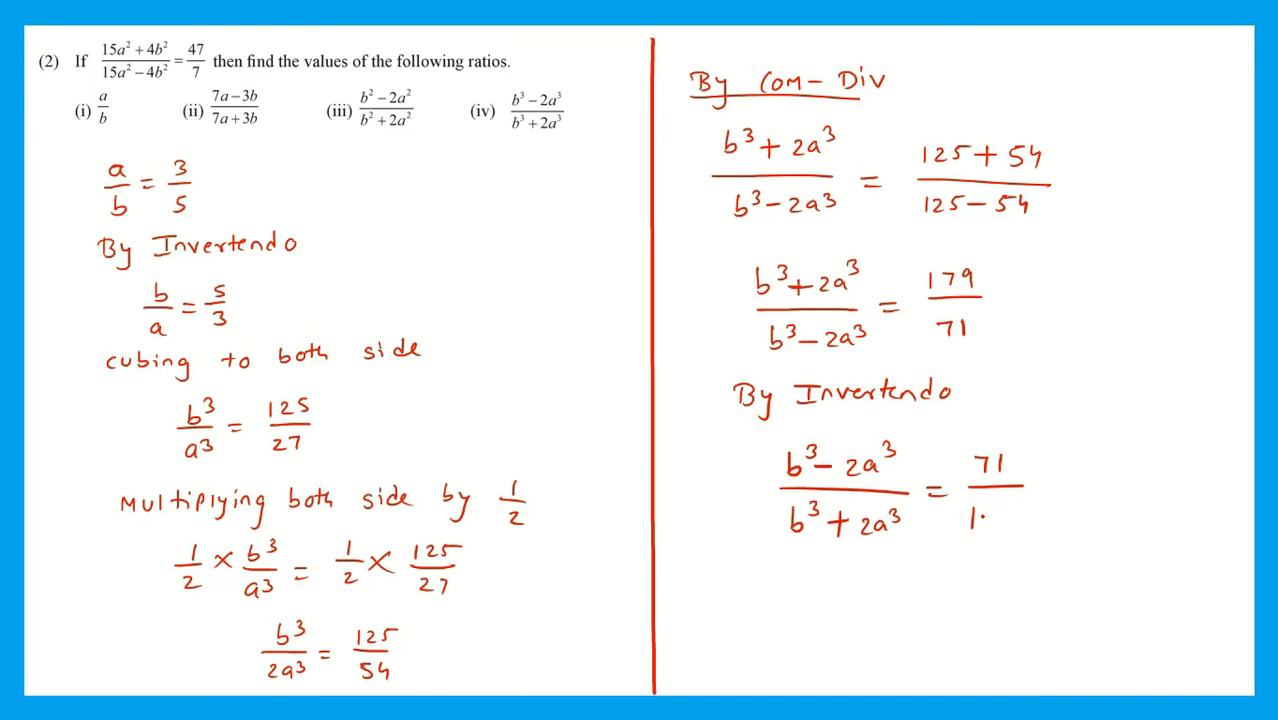 (2) If (15a² + 4b²)/(15a² − 4b²) = 47/7 then find the values of the following ratios.
(i) a/b (ii) (7a − 3b)/(7a + 3b) (iii) (b² − 2a²)/(b² + 2a²) (iv) (b³ − 2a³)/(b³ + 2a³)
a/b = 3/5
By Invertendo
b/a = 5/3
cubing to both side
b³/a³ = 125/27
Multiplying both side by 1/2
1/2 × b³/a³ = 1/2 × 125/27
b³/2a³ = 125/54
By Com - Div
(b³ + 2a³)/(b³ − 2a³) = (125 + 54)/(125 − 54)
(b³ + 2a³)/(b³ − 2a³) = 179/71
By Invertendo
(b³ − 2a³)/(b³ + 2a³) = 71/1